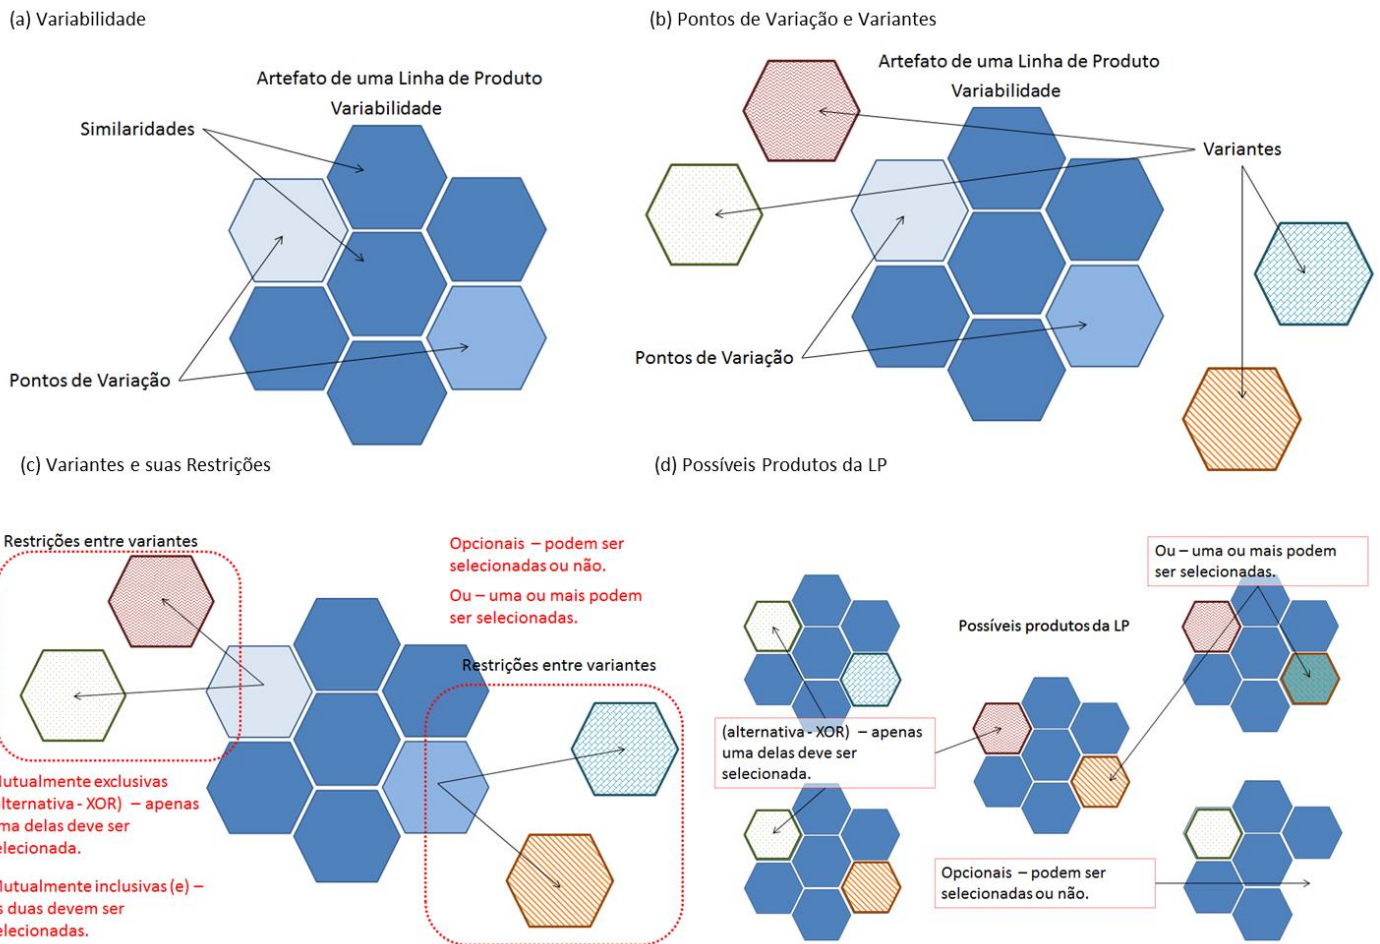 (a) Variabilidade
Artefato de uma Linha de Produto
Variabilidade
Similaridades
Pontos de Variação
(b) Pontos de Variação e Variantes
Artefato de uma Linha de Produto
Variabilidade
Variantes
Pontos de Variação
(c) Variantes e suas Restrições
Restrições entre variantes
Opcionais – podem ser
selecionadas ou não.
Ou – uma ou mais podem
ser selecionadas.
Restrições entre variantes
utualmente exclusivas
lternativa - XOR) – apenas
ma delas deve ser
elecionada.
utualmente inclusivas (e) –
s duas devem ser
elecionadas.
(d) Possíveis Produtos da LP
Ou – uma ou mais podem
ser selecionadas.
Possíveis produtos da LP
(alternativa - XOR) – apenas
uma delas deve ser
selecionada.
Opcionais – podem ser
selecionadas ou não.